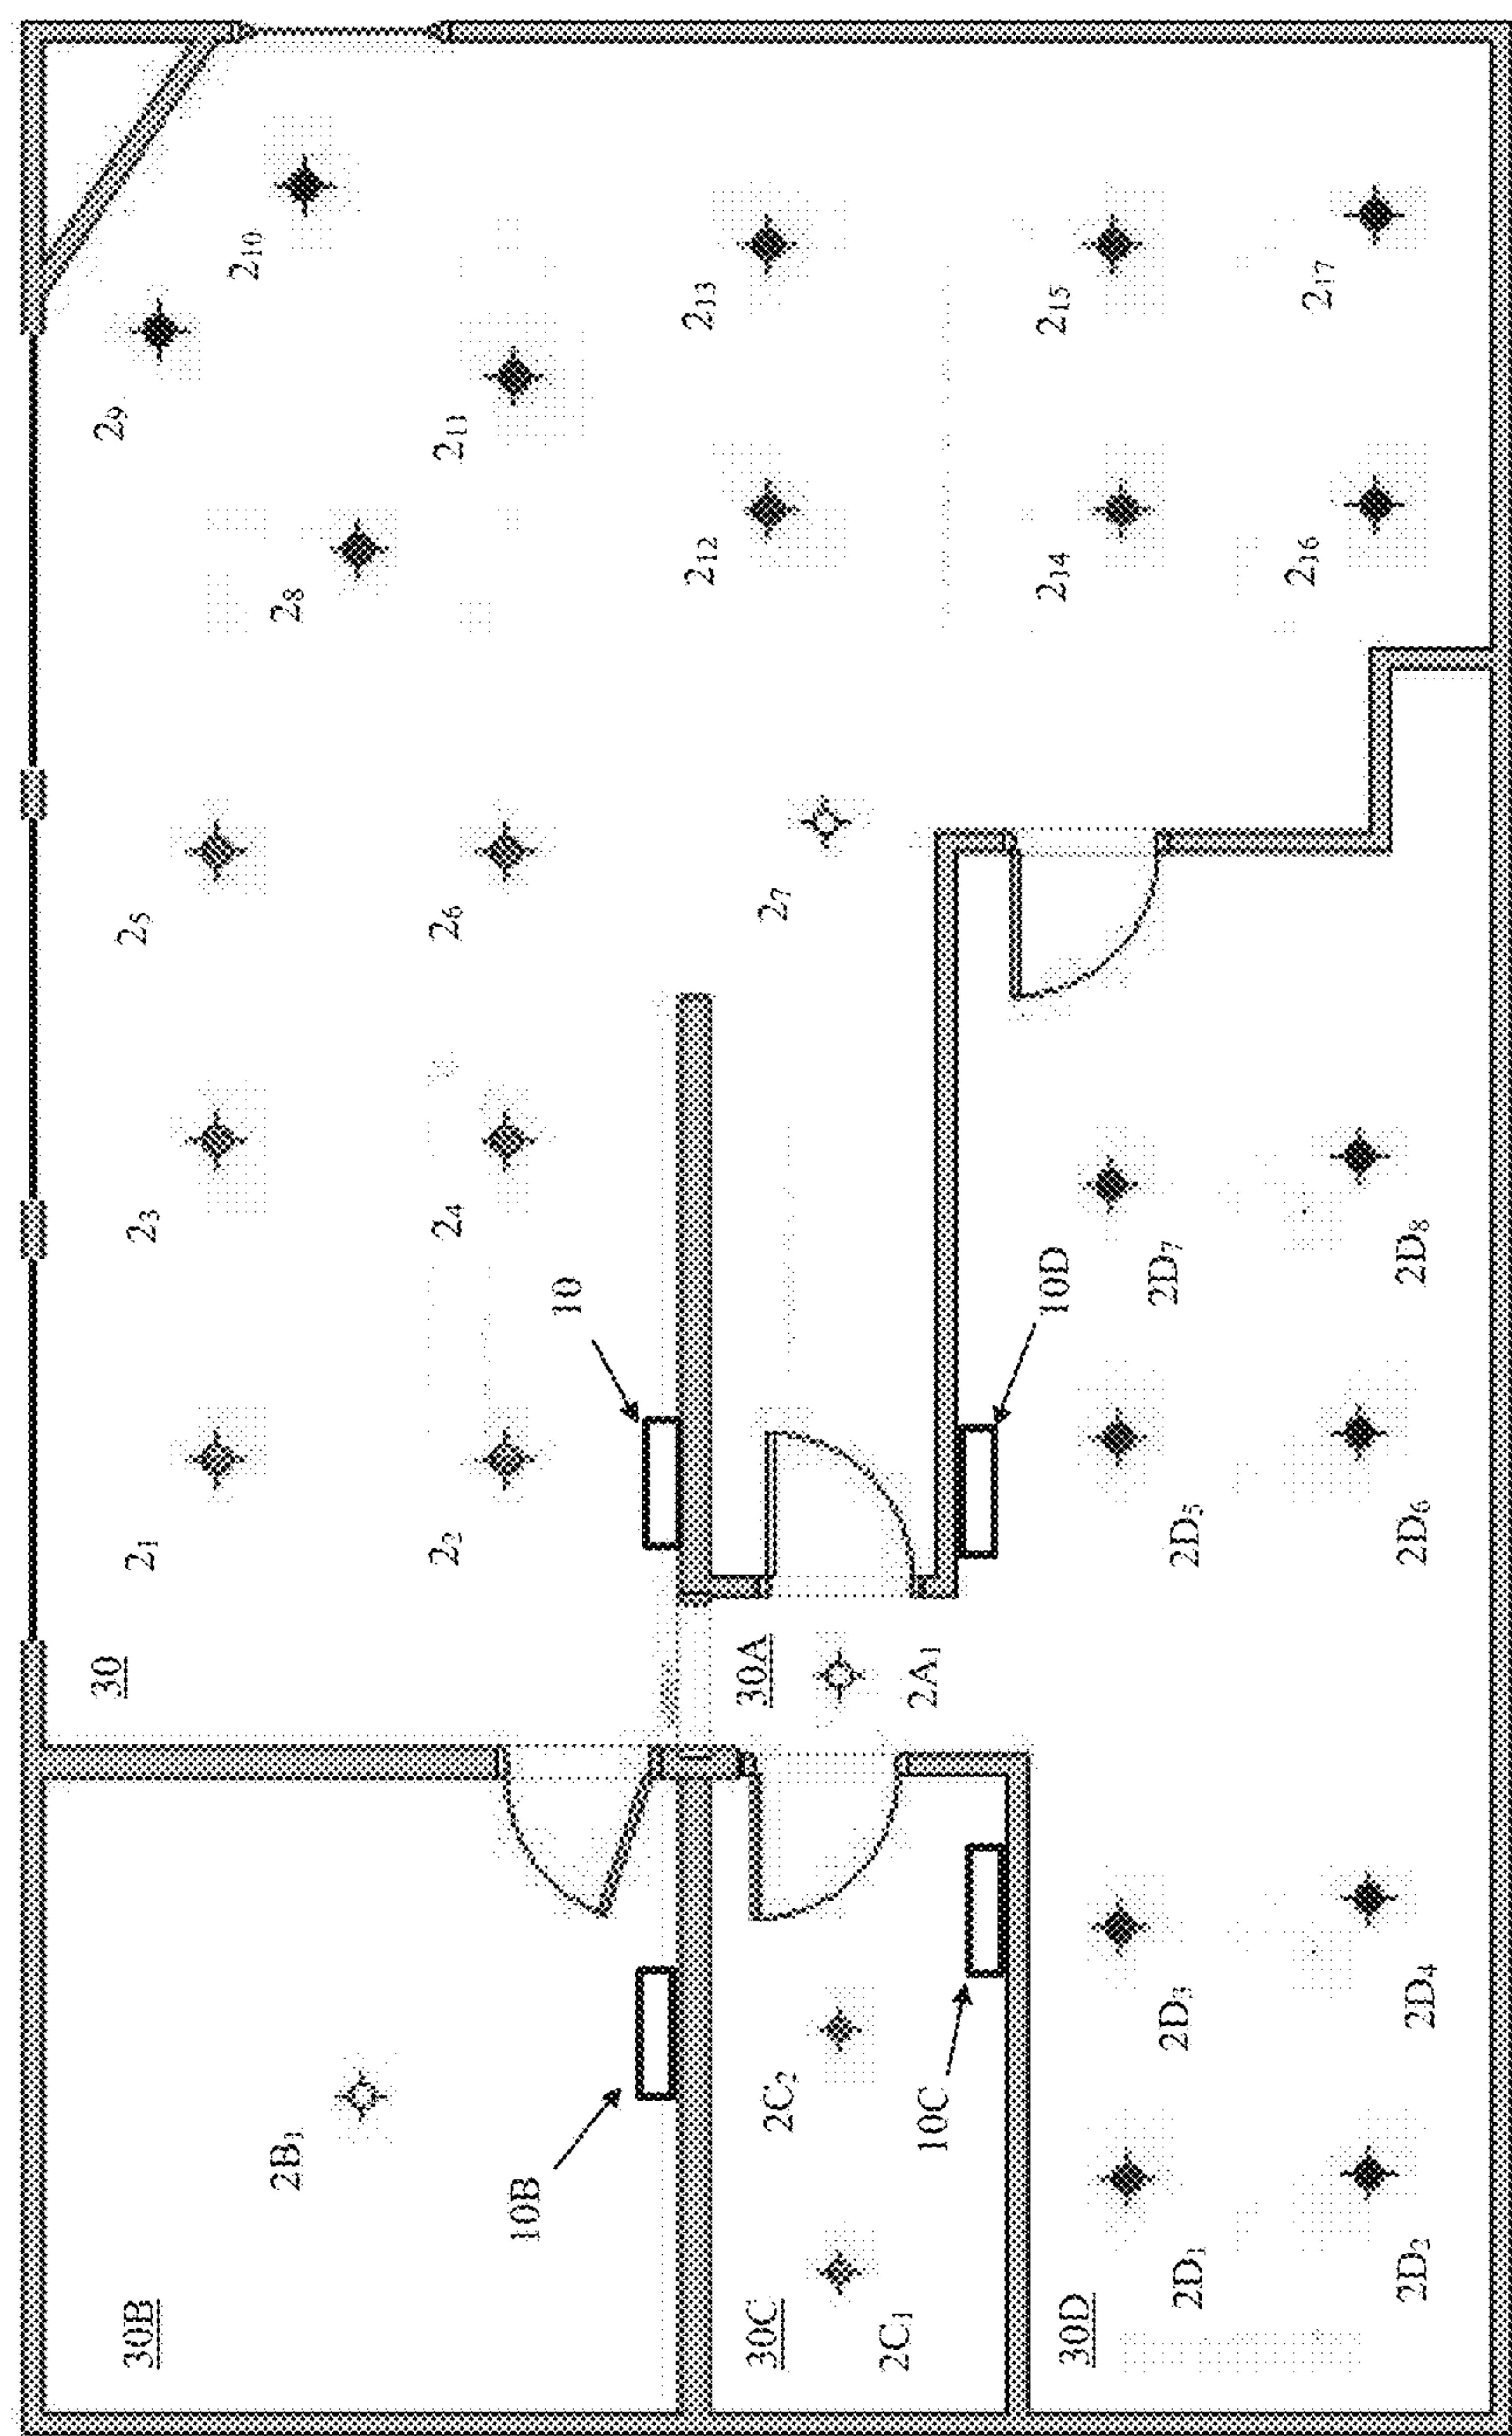 30B
2B₁
10B
30C
2C₁
2C₂
10C
30D
2D₁
2D₂
2D₃
2D₄
30
30A
2A₁
2₁
2₂
10
10D
2D₅
2D₆
2D₇
2D₈
2₃
2₄
2₅
2₆
2₇
2₈
2₉
2₁₀
2₁₁
2₁₂
2₁₃
2₁₄
2₁₅
2₁₆
2₁₇